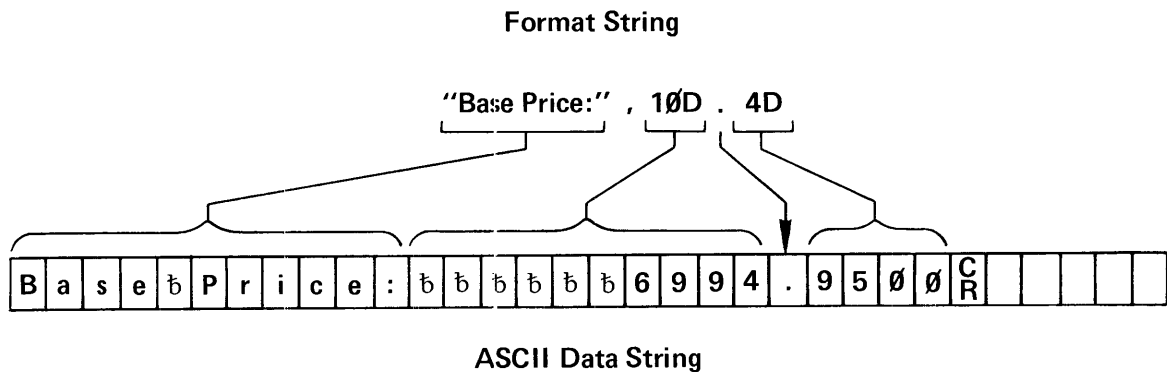 Format String
"Base Price:" , 1ØD . 4D
B a s e ƀ P r i c e : ƀ ƀ ƀ ƀ ƀ ƀ 6 9 9 4 . 9 5 Ø Ø CR
ASCII Data String